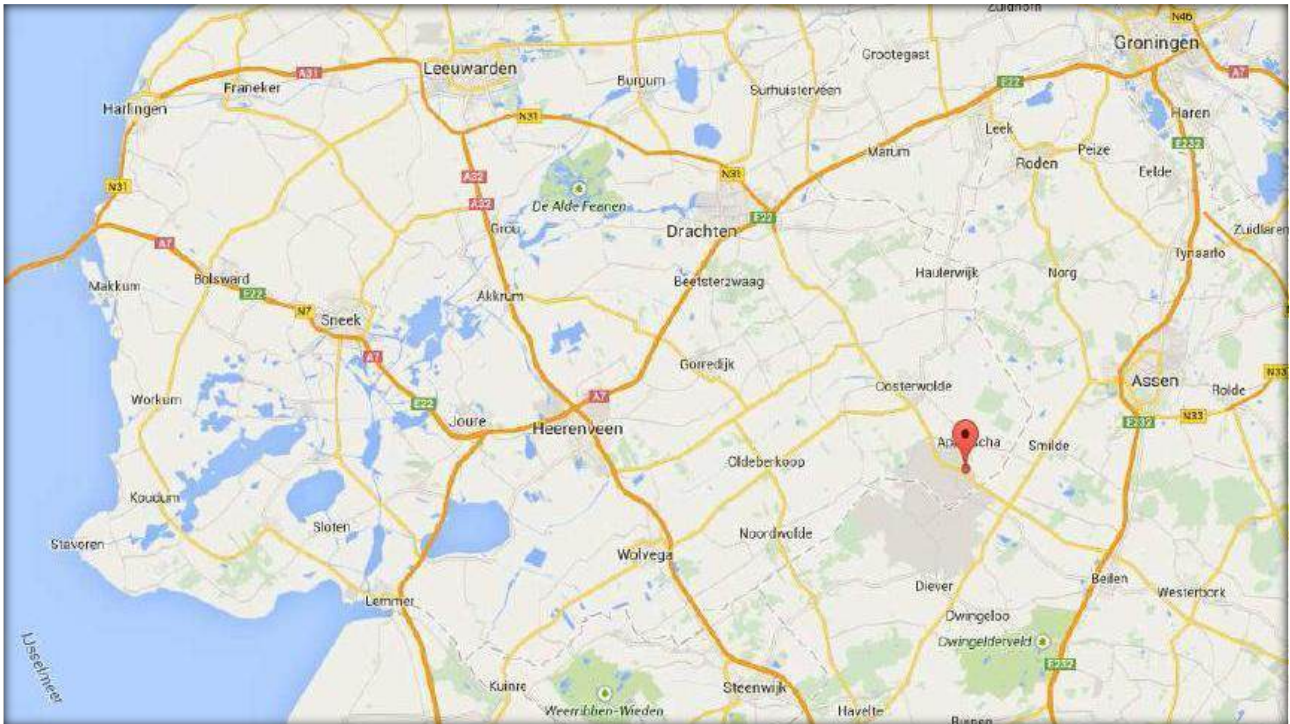 Zuidhorn
N46
Groningen
Grootegast
A7
A31
Leeuwarden
Burgum
Surhuisterveen
E22
Franeker
Harlingen
N31
Haren
Leek
Marum
Peize
E232
Roden
Eelde
A32
N31
N31
De Alde Feanen
A32
Grou
Drachten
E22
Zuidlaren
A7
Tynaarlo
Bolsward
Beetsterzwaag
Haulerwijk
Norg
Makkum
E22
Akkrum
N7
Sneek
A7
Gorredijk
Oosterwolde
Assen
Rolde
N33
Workum
E22
A7
Joure
Heerenveen
N33
E232
Smilde
Oldeberkoop
Koudum
Sloten
Noordwolde
Stavoren
Wolvega
Beilen
Diever
Westerbork
Lemmer
Dwingeloo
Dwingelderveld
IJsselmeer
E232
Kuinre
Steenwijk
Weerribben-Wieden
Havelte